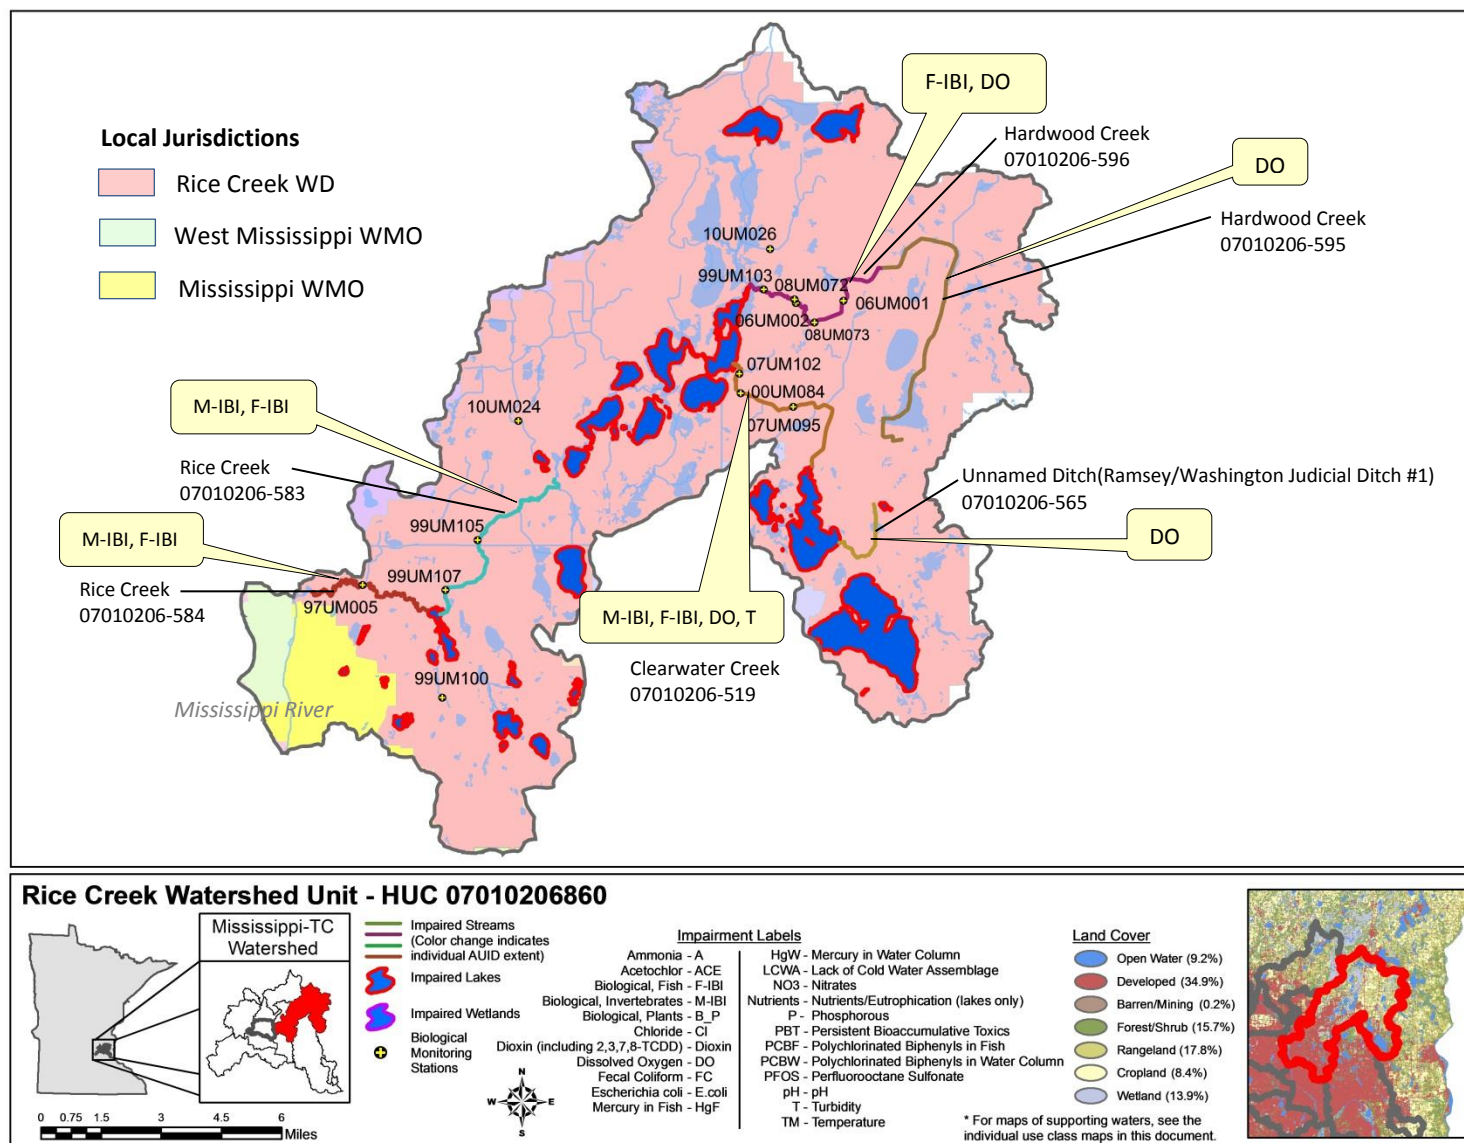 F-IBI, DO
Hardwood Creek
07010206-596
DO
Hardwood Creek
07010206-595
Local Jurisdictions
Rice Creek WD
West Mississippi WMO
Mississippi WMO
10UM026
99UM103
08UM072
06UM001
06UM002
08UM073
07UM102
00UM084
07UM095
M-IBI, F-IBI
10UM024
Rice Creek
07010206-583
Unnamed Ditch(Ramsey/Washington Judicial Ditch #1)
07010206-565
DO
99UM105
M-IBI, F-IBI
99UM107
Rice Creek
07010206-584
97UM005
M-IBI, F-IBI, DO, T
Clearwater Creek
07010206-519
99UM100
Mississippi River
Rice Creek Watershed Unit - HUC 07010206860
Mississippi-TC
Watershed
0 0.75 1.5 3 4.5 6
Miles
Impaired Streams
(Color change indicates
individual AUID extent)
Impaired Lakes
Impaired Wetlands
Biological
Monitoring
Stations
N
W E
S
Impairment Labels
Ammonia - A
Acetochlor - ACE
Biological, Fish - F-IBI
Biological, Invertebrates - M-IBI
Biological, Plants - B_P
Chloride - Cl
Dioxin (including 2,3,7,8-TCDD) - Dioxin
Dissolved Oxygen - DO
Fecal Coliform - FC
Escherichia coli - E.coli
Mercury in Fish - HgF
HgW - Mercury in Water Column
LCWA - Lack of Cold Water Assemblage
NO3 - Nitrates
Nutrients - Nutrients/Eutrophication (lakes only)
P - Phosphorous
PBT - Persistent Bioaccumulative Toxics
PCBF - Polychlorinated Biphenyls in Fish
PCBW - Polychlorinated Biphenyls in Water Column
PFOS - Perfluorooctane Sulfonate
pH - pH
T - Turbidity
TM - Temperature
Land Cover
Open Water (9.2%)
Developed (34.9%)
Barren/Mining (0.2%)
Forest/Shrub (15.7%)
Rangeland (17.8%)
Cropland (8.4%)
Wetland (13.9%)
* For maps of supporting waters, see the
individual use class maps in this document.